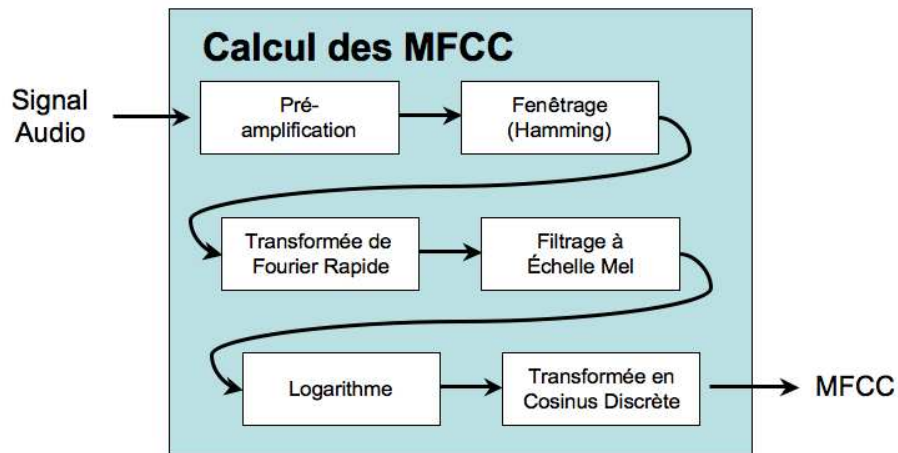 Calcul des MFCC
Signal
Audio
Pré-
amplification
Fenêtrage
(Hamming)
Transformée de
Fourier Rapide
Filtrage à
Échelle Mel
Logarithme
Transformée en
Cosinus Discrète
MFCC